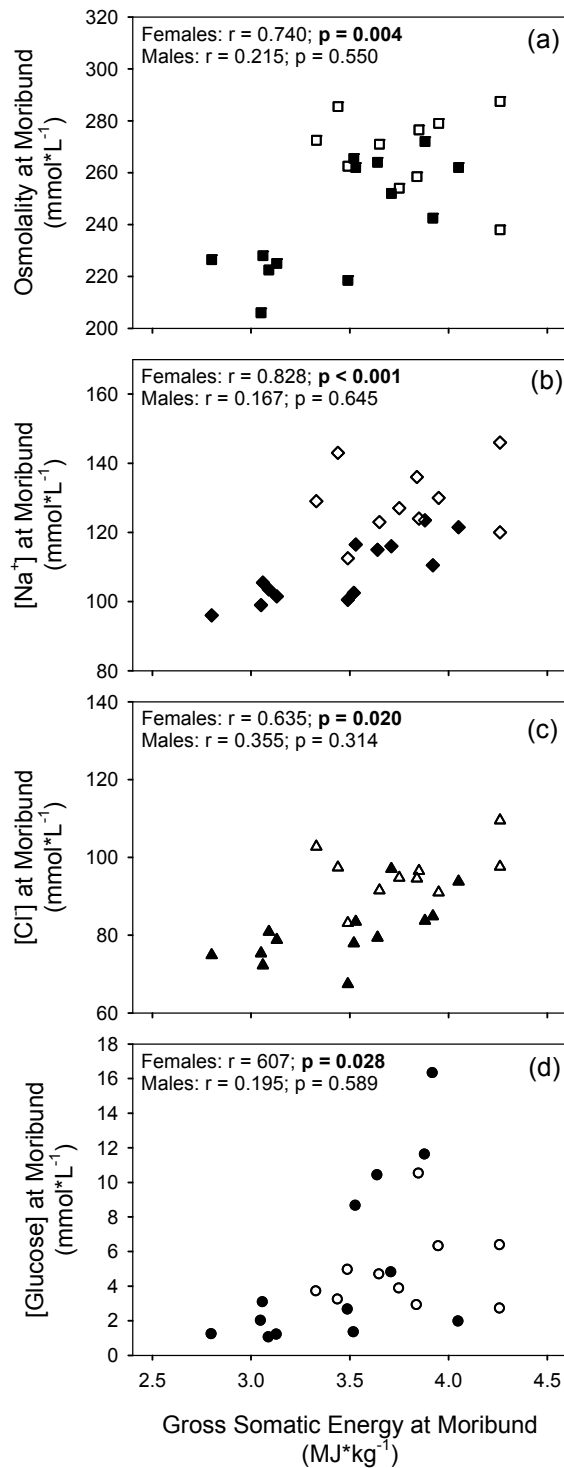 Females: r = 0.740; p = 0.004
Males: r = 0.215; p = 0.550
(a)
320
300
280
260
240
220
200
Osmolality at Moribund
(mmol*L⁻¹)
Females: r = 0.828; p < 0.001
Males: r = 0.167; p = 0.645
(b)
160
140
120
100
80
[Na⁺] at Moribund
(mmol*L⁻¹)
Females: r = 0.635; p = 0.020
Males: r = 0.355; p = 0.314
(c)
140
120
100
80
60
[Cl⁻] at Moribund
(mmol*L⁻¹)
Females: r = 607; p = 0.028
Males: r = 0.195; p = 0.589
(d)
18
16
14
12
10
8
6
4
2
0
[Glucose] at Moribund
(mmol*L⁻¹)
2.5 3.0 3.5 4.0 4.5
Gross Somatic Energy at Moribund
(MJ*kg⁻¹)